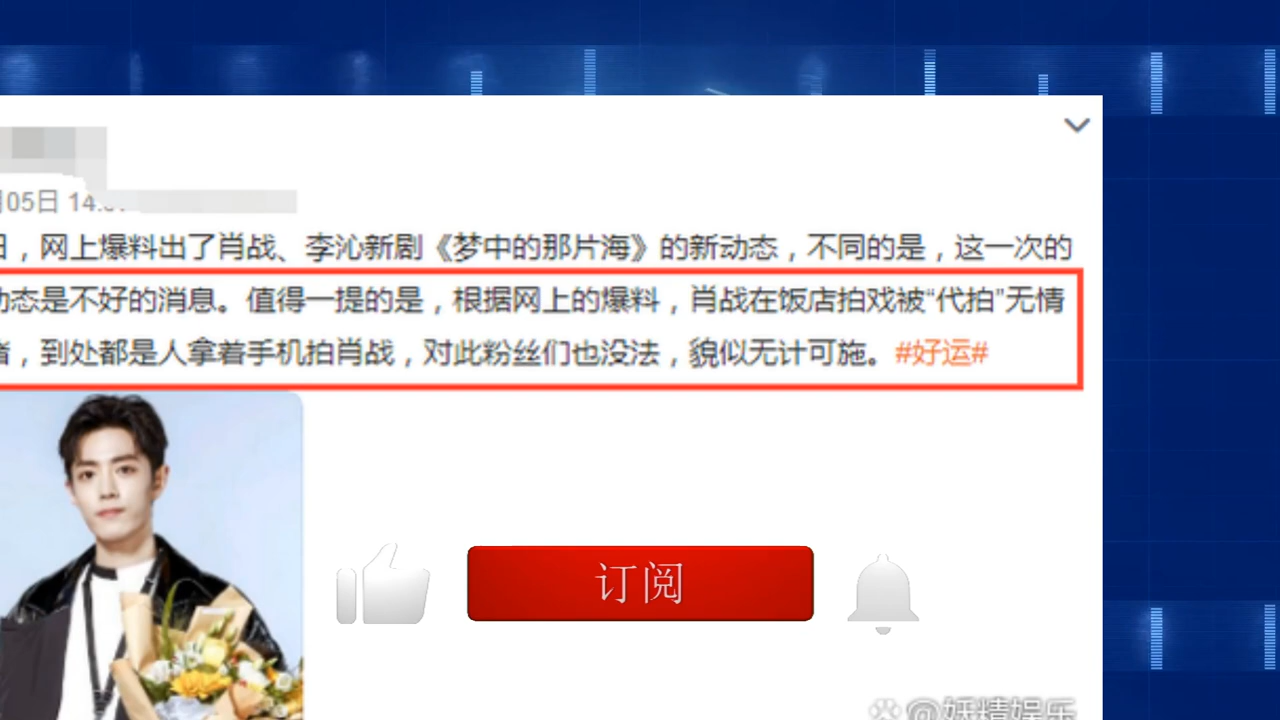 05日 14
，网上爆料出了肖战、李沁新剧《梦中的那片海》的新动态，不同的是，这一次的
态是不好的消息。值得一提的是，根据网上的爆料，肖战在饭店拍戏被“代拍”无情
，到处都是人拿着手机拍肖战，对此粉丝们也没法，貌似无计可施。#好运#
订阅
@妖精娱乐